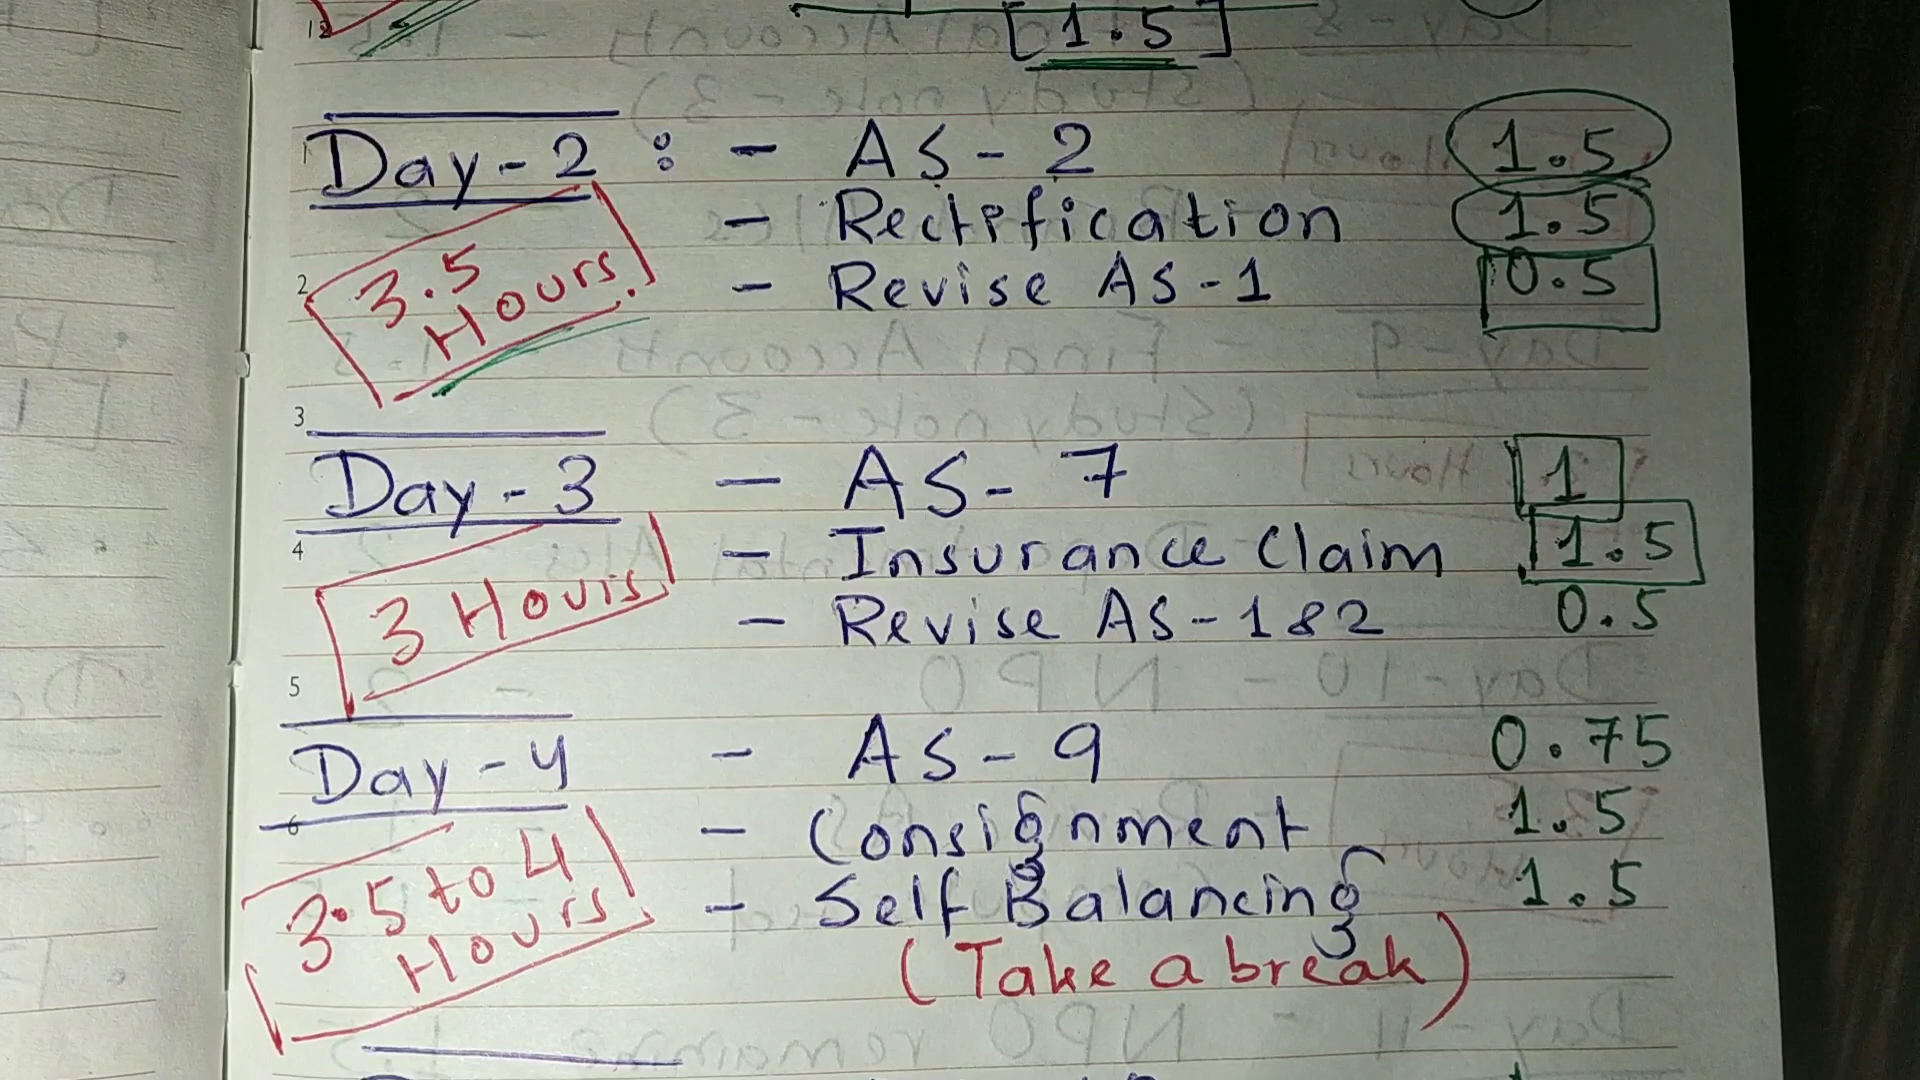 [1.5]
Day-2 : - AS-2 1.5
- Rectification 1.5
3.5 Hours.
- Revise AS-1 0.5
Day-3 - AS-7 1
- Insurance Claim 1.5
3 Hours
- Revise AS-1&2 0.5
Day-4 - AS-9 0.75
- Consignment 1.5
3.5 to 4 Hours
- Self Balancing 1.5
(Take a break)